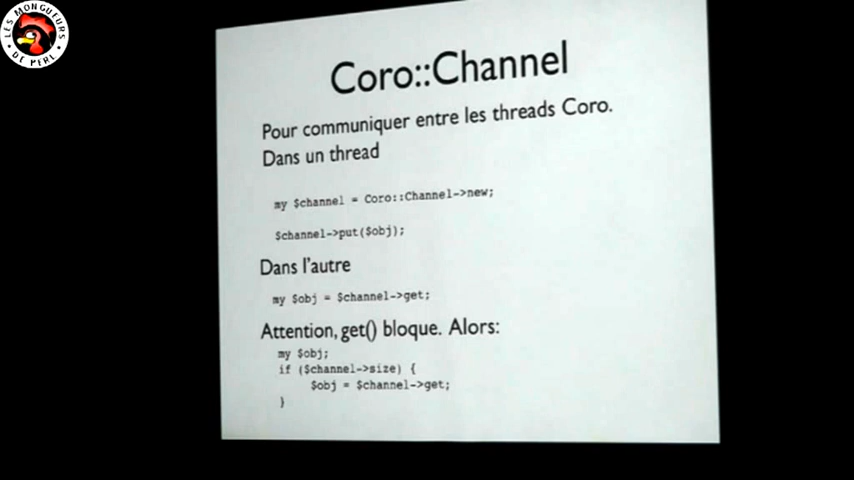 LES MONGUEURS
DE PERL
Coro::Channel
Pour communiquer entre les threads Coro.
Dans un thread
my $channel = Coro::Channel->new;
$channel->put($obj);
Dans l'autre
my $obj = $channel->get;
Attention, get() bloque. Alors:
my $obj;
if ($channel->size) {
$obj = $channel->get;
}